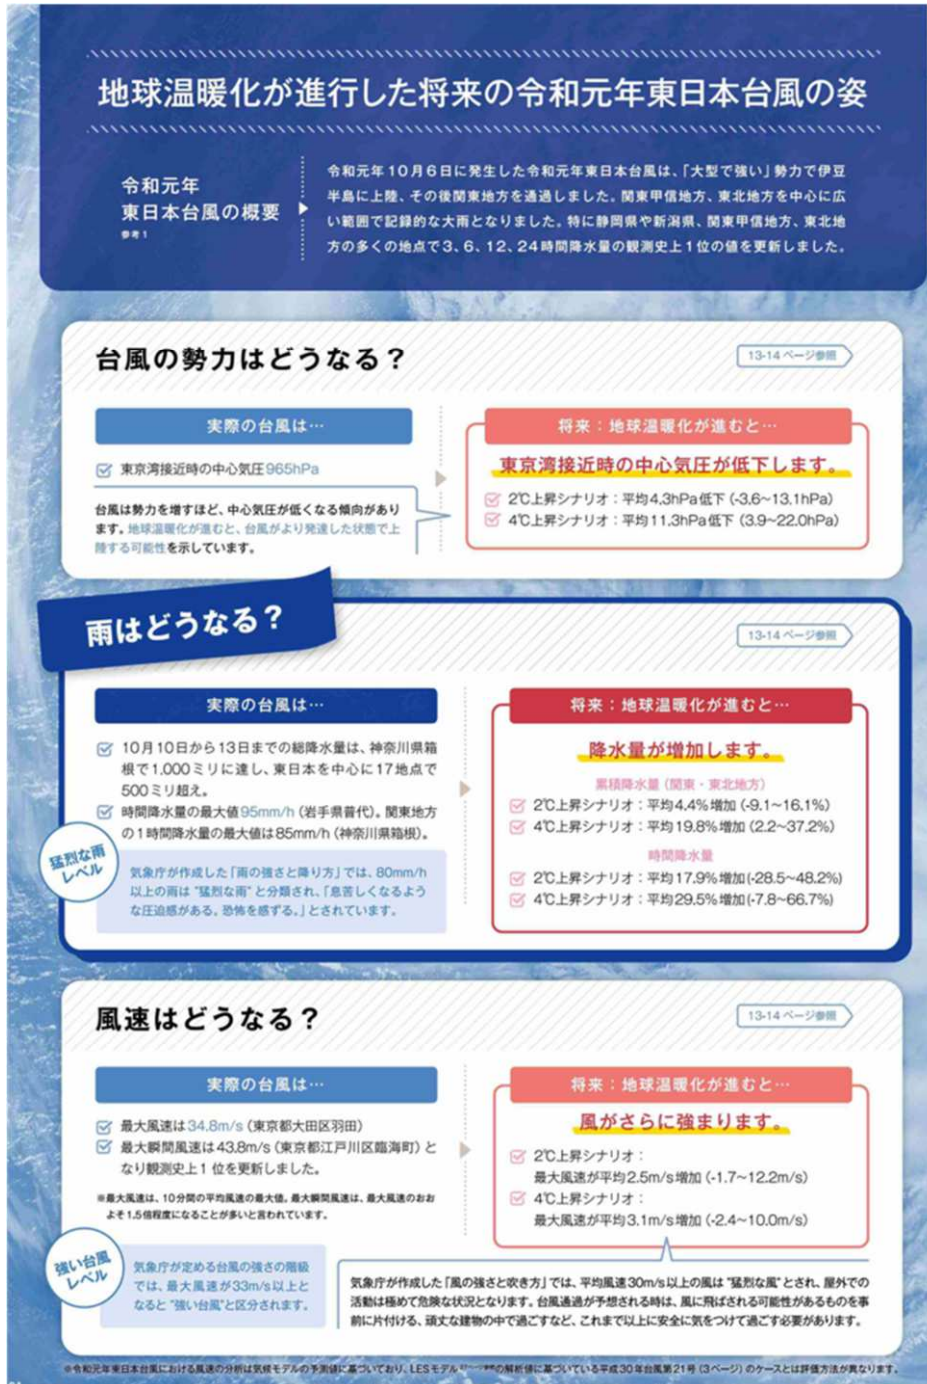 地球温暖化が進行した将来の令和元年東日本台風の姿
令和元年
東日本台風の概要
参考1
令和元年10月6日に発生した令和元年東日本台風は、「大型で強い」勢力で伊豆
半島に上陸、その後関東地方を通過しました。関東甲信地方、東北地方を中心に広
い範囲で記録的な大雨となりました。特に静岡県や新潟県、関東甲信地方、東北地
方の多くの地点で3、6、12、24時間降水量の観測史上1位の値を更新しました。
台風の勢力はどうなる？
13-14ページ参照
実際の台風は…
東京湾接近時の中心気圧965hPa
台風は勢力を増すほど、中心気圧が低くなる傾向があり
ます。地球温暖化が進むと、台風がより発達した状態で上
陸する可能性を示しています。
将来：地球温暖化が進むと…
東京湾接近時の中心気圧が低下します。
2℃上昇シナリオ：平均4.3hPa低下（-3.6~13.1hPa）
4℃上昇シナリオ：平均11.3hPa低下（3.9~22.0hPa）
雨はどうなる？
13-14ページ参照
実際の台風は…
10月10日から13日までの総降水量は、神奈川県箱
根で1,000ミリに達し、東日本を中心に17地点で
500ミリ超え。
時間降水量の最大値95mm/h（岩手県普代）。関東地方
の1時間降水量の最大値は85mm/h（神奈川県箱根）。
猛烈な雨
レベル
気象庁が作成した「雨の強さと降り方」では、80mm/h
以上の雨は"猛烈な雨"と分類され、「息苦しくなるよう
な圧迫感がある。恐怖を感ずる。」とされています。
将来：地球温暖化が進むと…
降水量が増加します。
累積降水量（関東・東北地方）
2℃上昇シナリオ：平均4.4%増加（-9.1~16.1%）
4℃上昇シナリオ：平均19.8%増加（2.2~37.2%）
時間降水量
2℃上昇シナリオ：平均17.9%増加(-28.5~48.2%)
4℃上昇シナリオ：平均29.5%増加(-7.8~66.7%)
風速はどうなる？
13-14ページ参照
実際の台風は…
最大風速は34.8m/s（東京都大田区羽田）
最大瞬間風速は43.8m/s（東京都江戸川区臨海町）と
なり観測史上1位を更新しました。
※最大風速は、10分間の平均風速の最大値。最大瞬間風速は、最大風速のおお
よそ1.5倍程度になることが多いと言われています。
強い台風
レベル
気象庁が定める台風の強さの階級
では、最大風速が33m/s以上と
なると"強い台風"と区分されます。
将来：地球温暖化が進むと…
風がさらに強まります。
2℃上昇シナリオ：
最大風速が平均2.5m/s増加（-1.7~12.2m/s）
4℃上昇シナリオ：
最大風速が平均3.1m/s増加（-2.4~10.0m/s）
気象庁が作成した「風の強さと吹き方」では、平均風速30m/s以上の風は"猛烈な風"とされ、屋外での
活動は極めて危険な状況となります。台風通過が予想される時は、風に飛ばされる可能性があるものを事
前に片付ける、頑丈な建物の中で過ごすなど、これまで以上に安全に気をつけて過ごす必要があります。
※令和元年東日本台風における風速の分析は気候モデルの予測値に基づいており、LESモデルの解析値に基づいている平成30年台風第21号（3ページ）のケースとは評価方法が異なります。